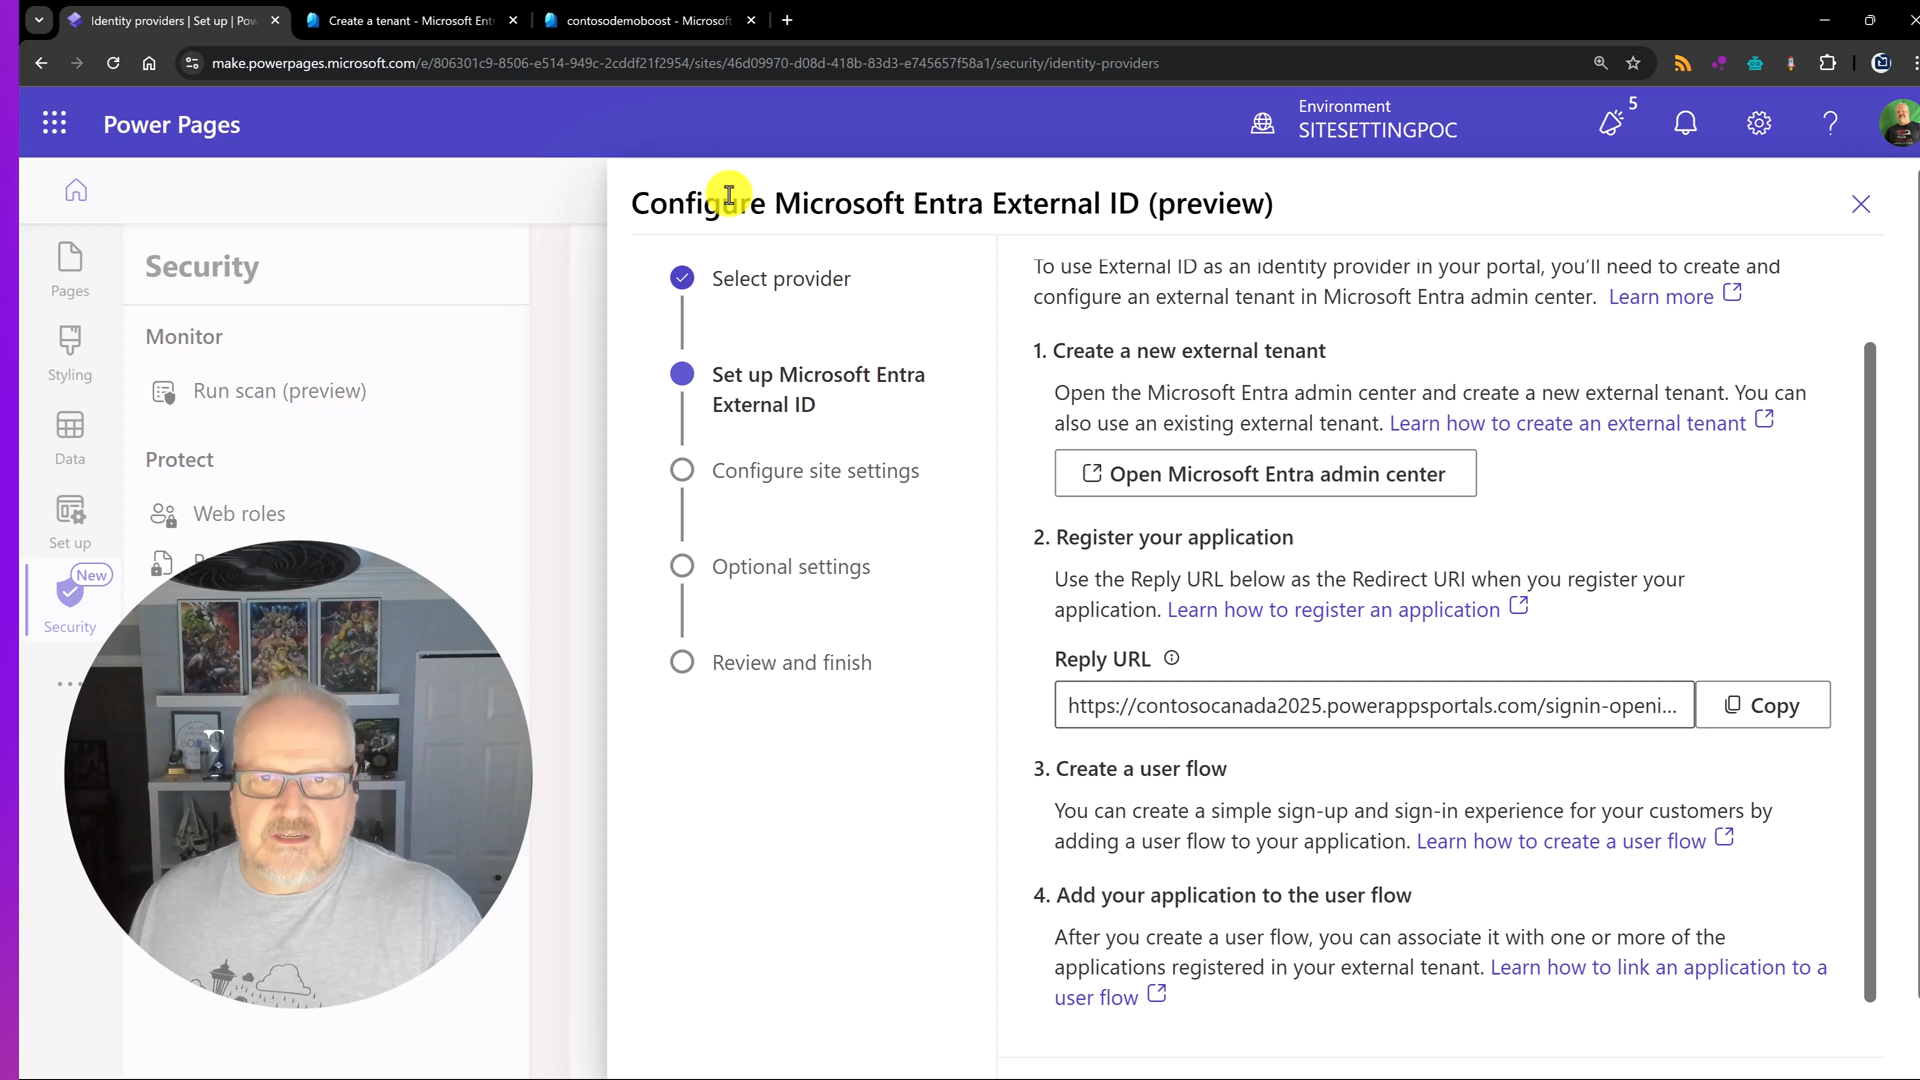 Identity providers | Set up | Pow
Create a tenant - Microsoft Entr
contosodemoboost - Microsoft
make.powerpages.microsoft.com/e/806301c9-8506-e514-949c-2cddf21f2954/sites/46d09970-d08d-418b-83d3-e745657f58a1/security/identity-providers
Power Pages
Environment
SITESETTINGPOC
5
Configure Microsoft Entra External ID (preview)
Pages
Styling
Data
Set up
New
Security
Security
Monitor
Run scan (preview)
Protect
Web roles
Select provider
Set up Microsoft Entra
External ID
Configure site settings
Optional settings
Review and finish
To use External ID as an identity provider in your portal, you’ll need to create and
configure an external tenant in Microsoft Entra admin center. Learn more
1. Create a new external tenant
Open the Microsoft Entra admin center and create a new external tenant. You can
also use an existing external tenant. Learn how to create an external tenant
Open Microsoft Entra admin center
2. Register your application
Use the Reply URL below as the Redirect URI when you register your
application. Learn how to register an application
Reply URL
https://contosocanada2025.powerappsportals.com/signin-openi...
Copy
3. Create a user flow
You can create a simple sign-up and sign-in experience for your customers by
adding a user flow to your application. Learn how to create a user flow
4. Add your application to the user flow
After you create a user flow, you can associate it with one or more of the
applications registered in your external tenant. Learn how to link an application to a
user flow